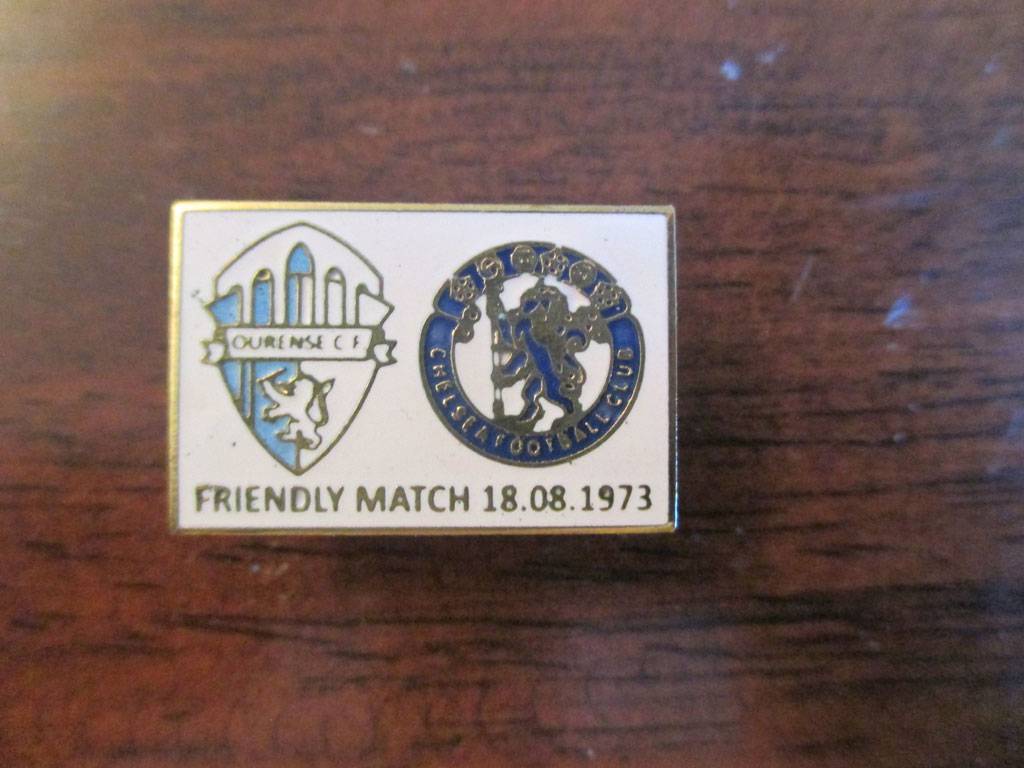 OURENSE C F
CHELSEA FOOTBALL CLUB
FRIENDLY MATCH 18.08.1973